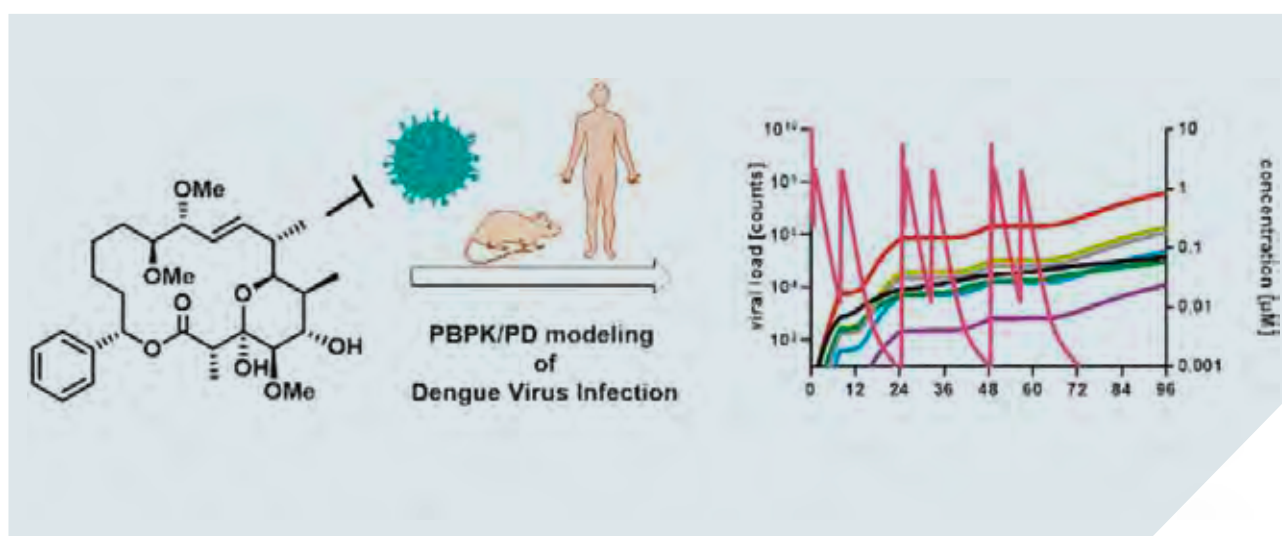 OMe
OMe
O
O
O
OH
OH
OMe
PBPK/PD modeling
of
Dengue Virus Infection
viral load [counts]
10
1
0.1
0.01
0.001
concentration [µM]
0 12 24 36 48 60 72 84 96